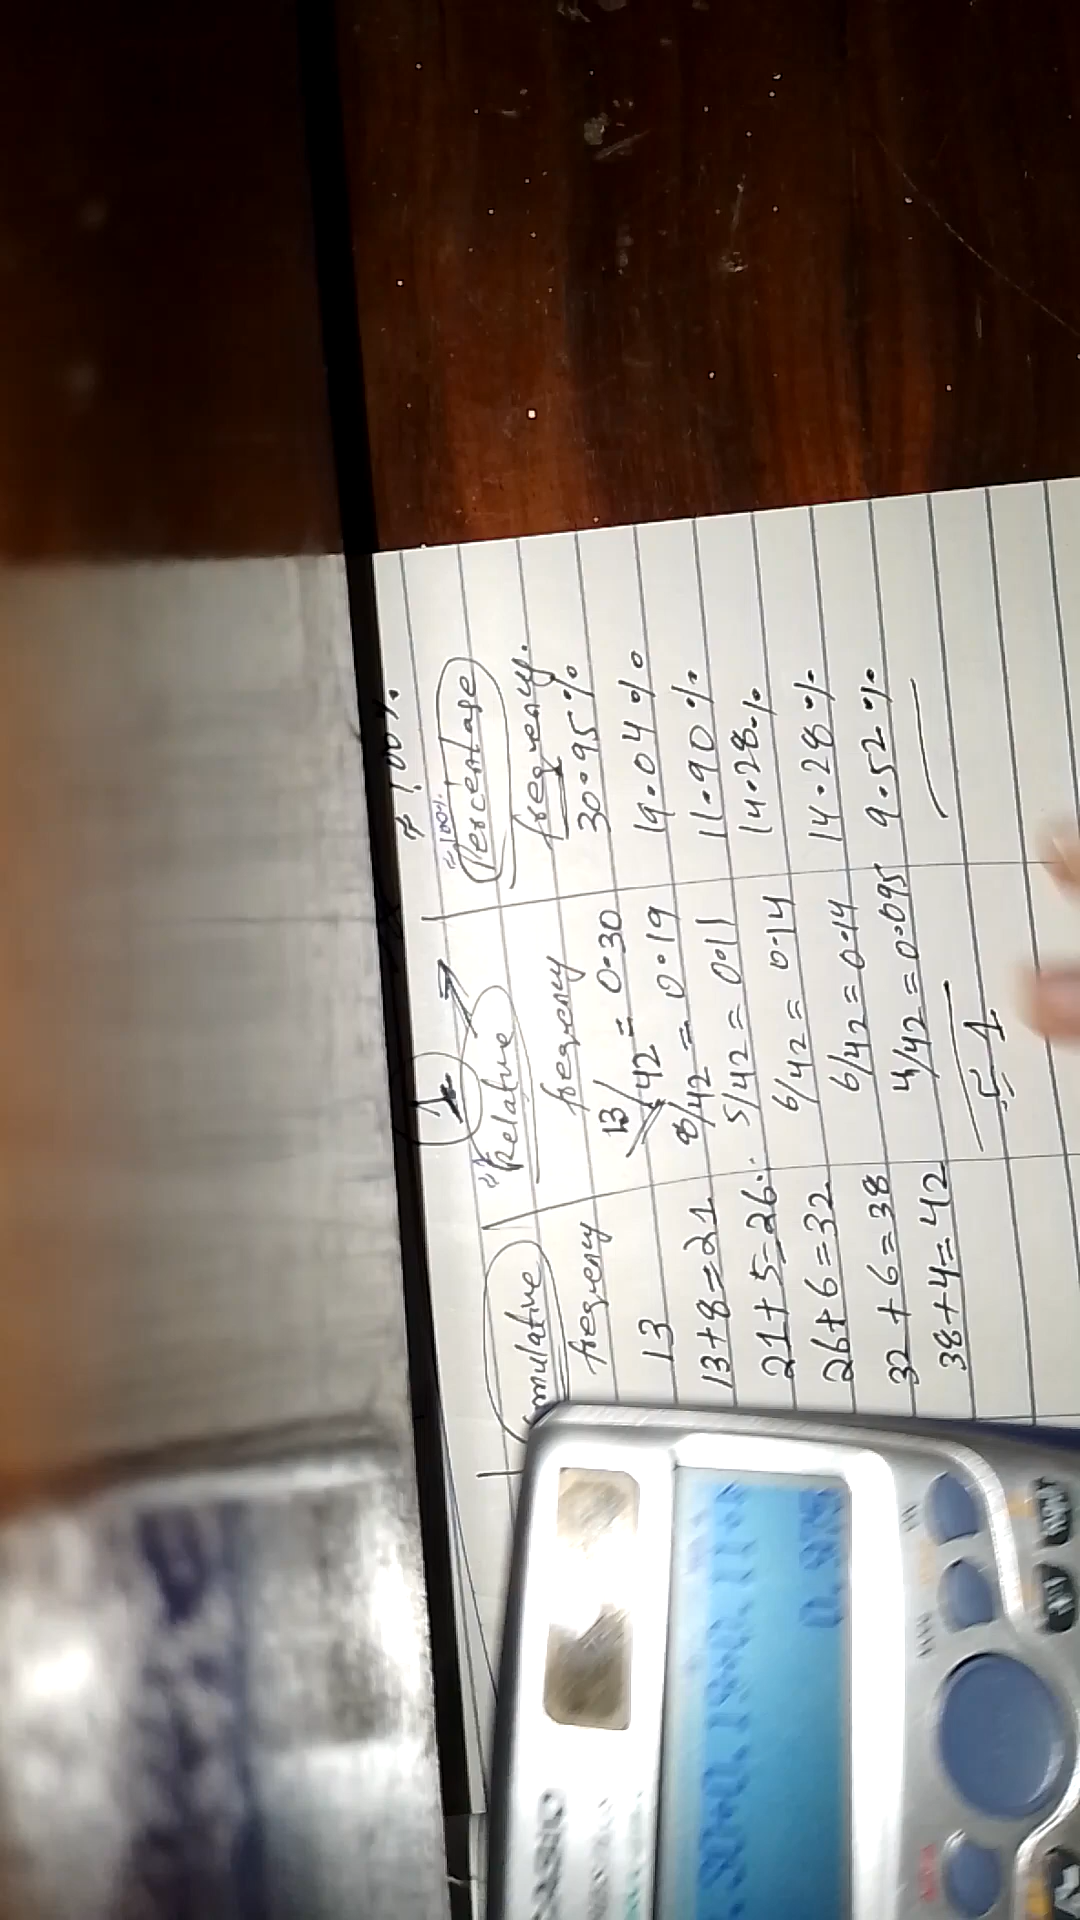 1
≈ 100%
≈ 100%
Relative Percentage
frequency frequency frequency.
13 13/42 = 0.30 30.95%
13+8=21 8/42 = 0.19 19.04%
21+5=26 5/42 = 0.11 11.90%
26+6=32 6/42 = 0.14 14.28%
32+6=38 6/42 = 0.14 14.28%
38+4=42 4/42 = 0.095 9.52%
1
CASIO